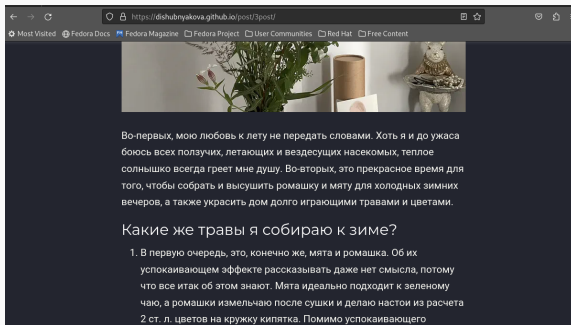 https://dishubnyakova.github.io/post/3post/
Most Visited Fedora Docs Fedora Magazine Fedora Project User Communities Red Hat Free Content
Во-первых, мою любовь к лету не передать словами. Хоть я и до ужаса
боюсь всех ползучих, летающих и вездесущих насекомых, теплое
солнышко всегда греет мне душу. Во-вторых, это прекрасное время для
того, чтобы собрать и высушить ромашку и мяту для холодных зимних
вечеров, а также украсить дом долго играющими травами и цветами.
Какие же травы я собираю к зиме?
1. В первую очередь, это, конечно же, мята и ромашка. Об их
успокаивающем эффекте рассказывать даже нет смысла, потому
что все итак об этом знают. Мята идеально подходит к зеленому
чаю, а ромашки измельчаю после сушки и делаю настои из расчета
2 ст. л. цветов на кружку кипятка. Помимо успокаивающего